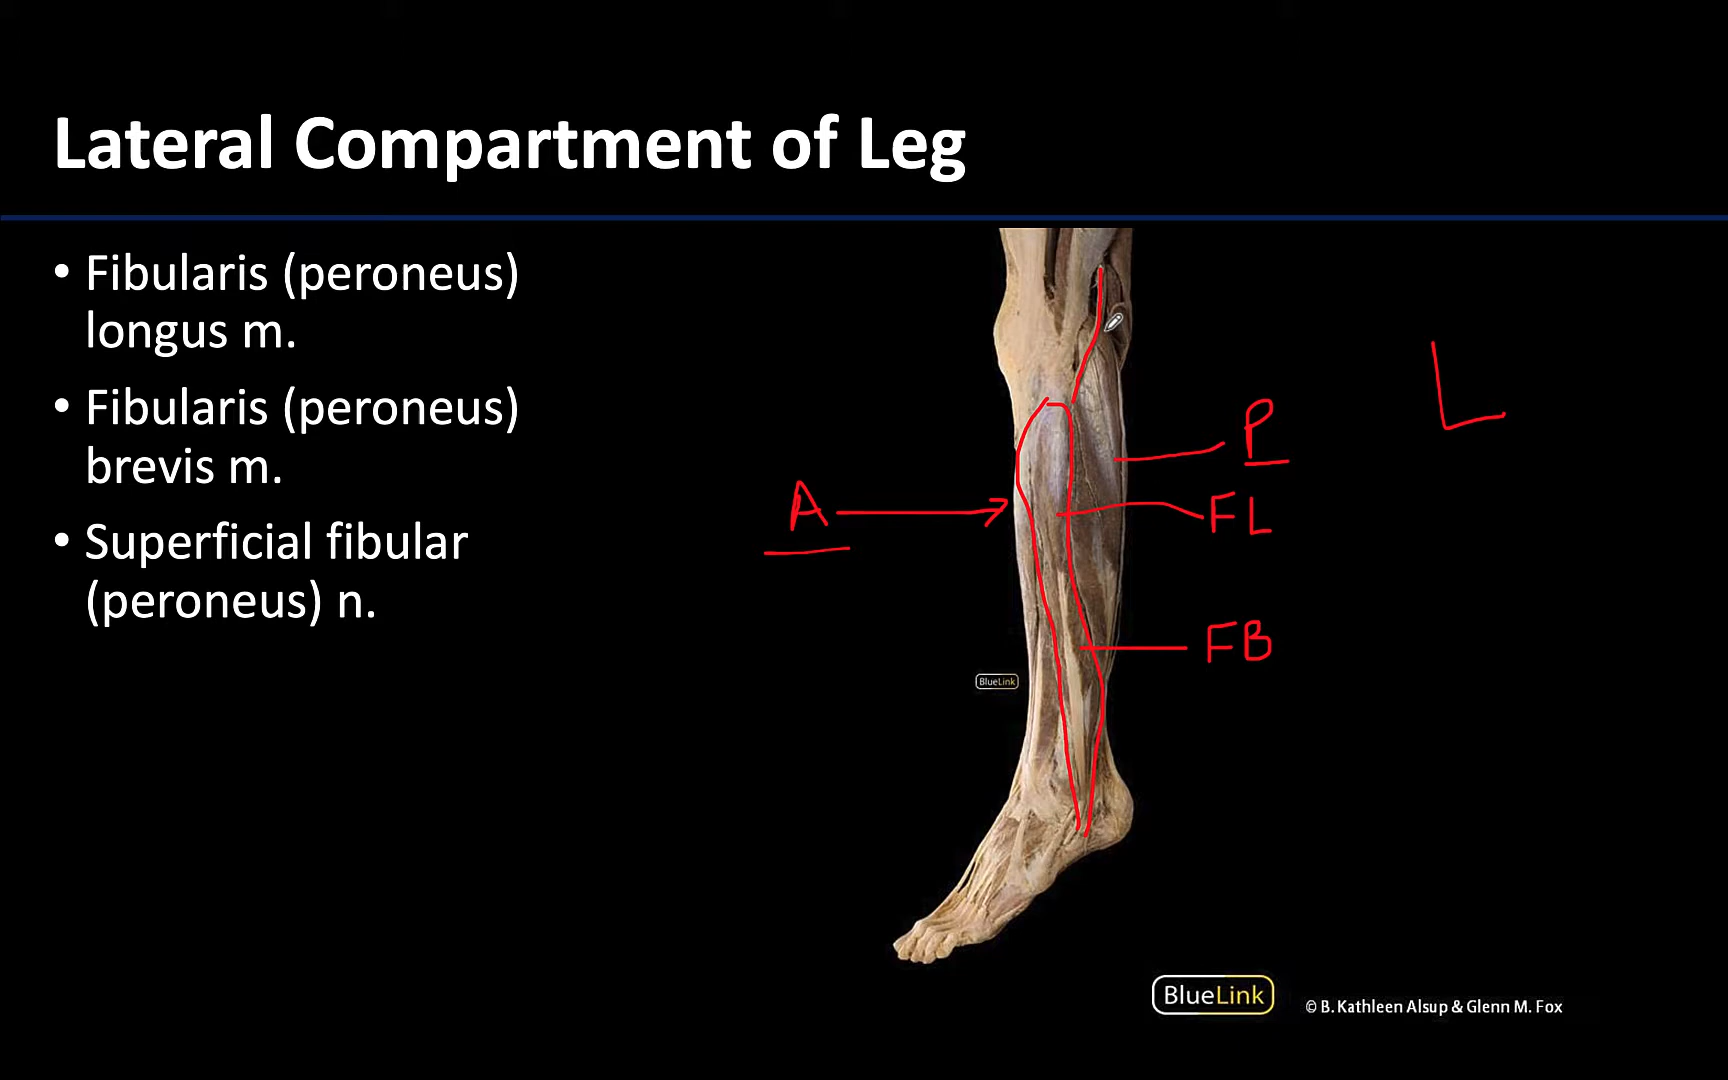 Lateral Compartment of Leg
• Fibularis (peroneus)
longus m.
• Fibularis (peroneus)
brevis m.
• Superficial fibular
(peroneus) n.
L
P
A
FL
FB
BlueLink
BlueLink
© B. Kathleen Alsup & Glenn M. Fox